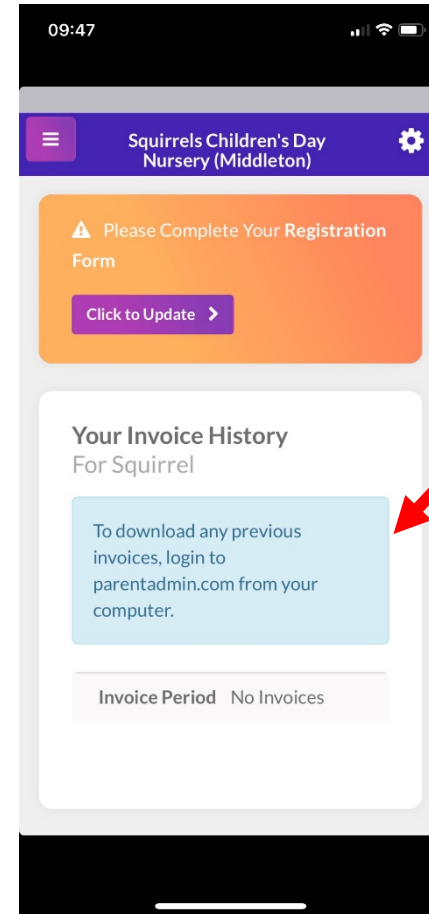 09:47
Squirrels Children's Day
Nursery (Middleton)
Please Complete Your Registration
Form
Click to Update
Your Invoice History
For Squirrel
To download any previous
invoices, login to
parentadmin.com from your
computer.
Invoice Period No Invoices